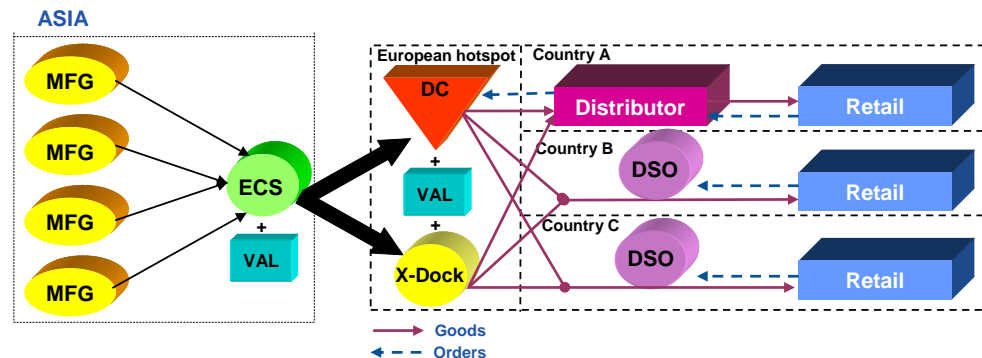 ASIA
MFG
MFG
MFG
MFG
ECS
+
VAL
European hotspot
DC
+
VAL
+
X-Dock
Country A
Distributor
Retail
Country B
DSO
Retail
Country C
DSO
Retail
Goods
Orders